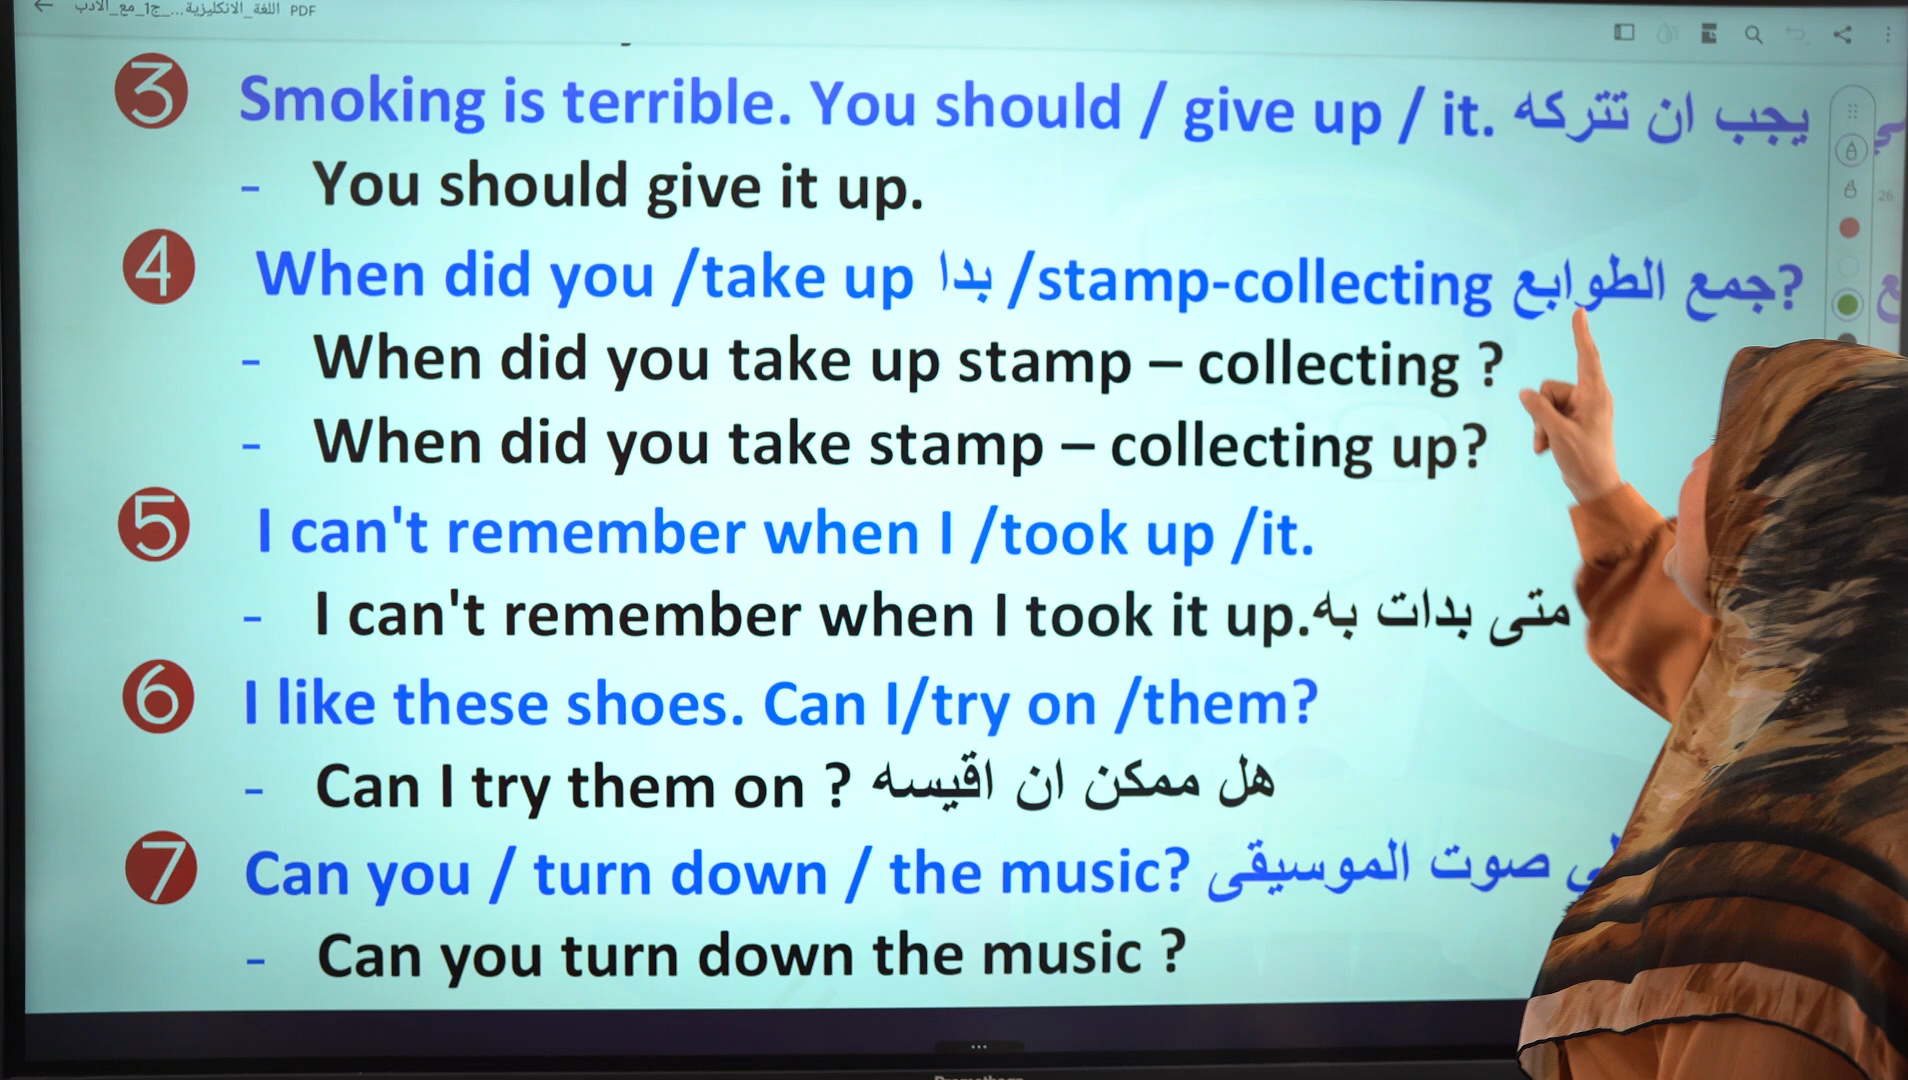 اللغة_الانكليزية..._ج1_مع_الأدب PDF
3 Smoking is terrible. You should / give up / it. يجب ان تتركه
- You should give it up.
26
4 When did you /take up بدا /stamp-collecting جمع الطوابع?
- When did you take up stamp – collecting ?
- When did you take stamp – collecting up?
5 I can't remember when I /took up /it.
- I can't remember when I took it up.متى بدات به
6 I like these shoes. Can I/try on /them?
- Can I try them on ? هل ممكن ان اقيسه
7 Can you / turn down / the music? صوت الموسيقى
- Can you turn down the music ?